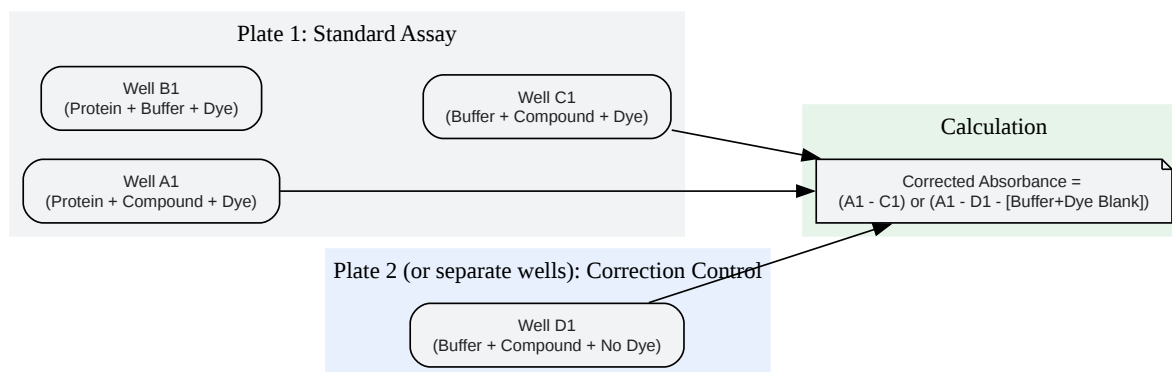 Plate 1: Standard Assay
Well B1
(Protein + Buffer + Dye)
Well C1
(Buffer + Compound + Dye)
Well A1
(Protein + Compound + Dye)
Calculation
Corrected Absorbance =
(A1 - C1) or (A1 - D1 - [Buffer+Dye Blank])
Plate 2 (or separate wells): Correction Control
Well D1
(Buffer + Compound + No Dye)